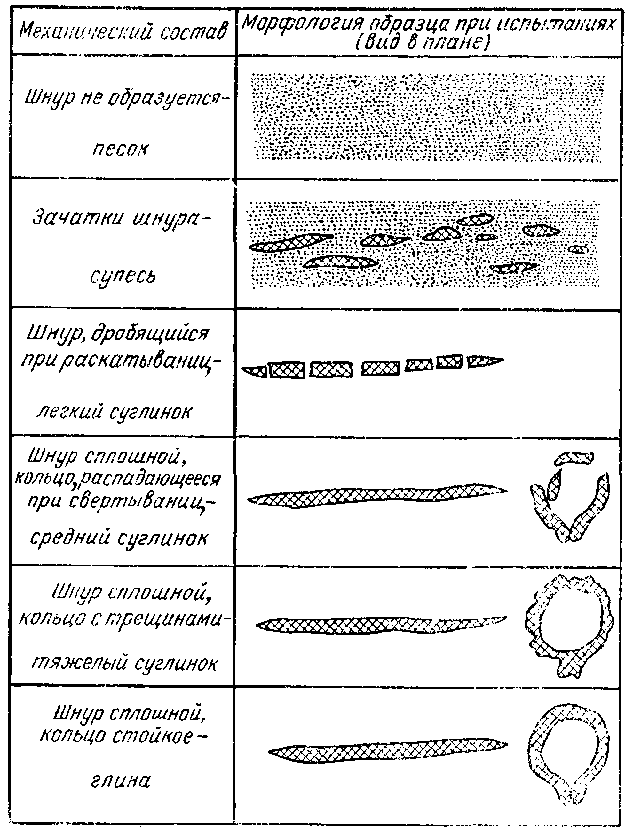 Механический состав
Морфология образца при испытаниях
(вид в плане)
Шнур не образуется-
песок
Зачатки шнура-
супесь
Шнур, дробящийся
при раскатывании,-
легкий суглинок
Шнур сплошной,
кольцо, распадающееся
при свертывании,-
средний суглинок
Шнур сплошной,
кольцо с трещинами-
тяжелый суглинок
Шнур сплошной,
кольцо стойкое-
глина